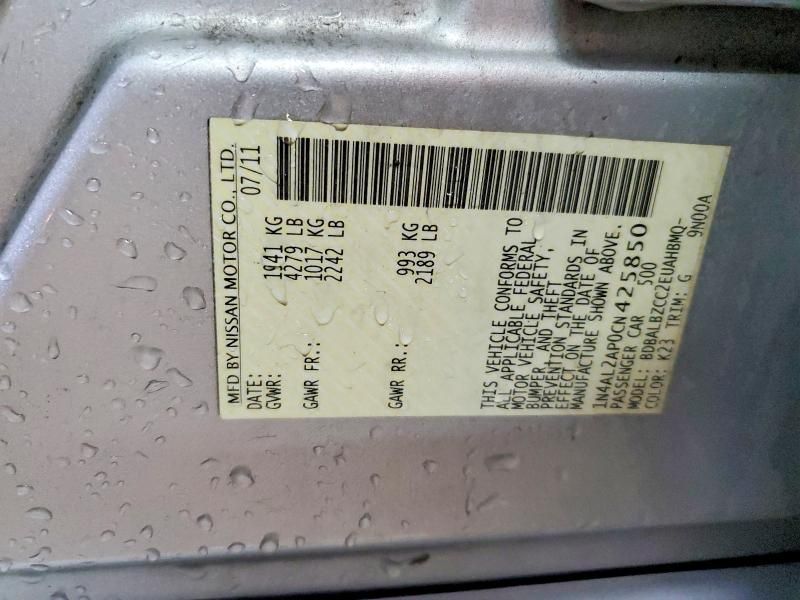 MFD BY NISSAN MOTOR CO., LTD.
DATE: 07/11
GVWR: 1941 KG
4279 LB
GAWR FR.: 1017 KG
2242 LB
GAWR RR.: 993 KG
2189 LB
THIS VEHICLE CONFORMS TO
ALL APPLICABLE FEDERAL
MOTOR VEHICLE SAFETY,
BUMPER, AND THEFT
PREVENTION STANDARDS IN
EFFECT ON THE DATE OF
MANUFACTURE SHOWN ABOVE.
1N4AL2AP0CN425850
PASSENGER CAR 500
MODEL: BDBALBZCC2EUAHBMQ-
COLOR: K23 TRIM: G 9N00A